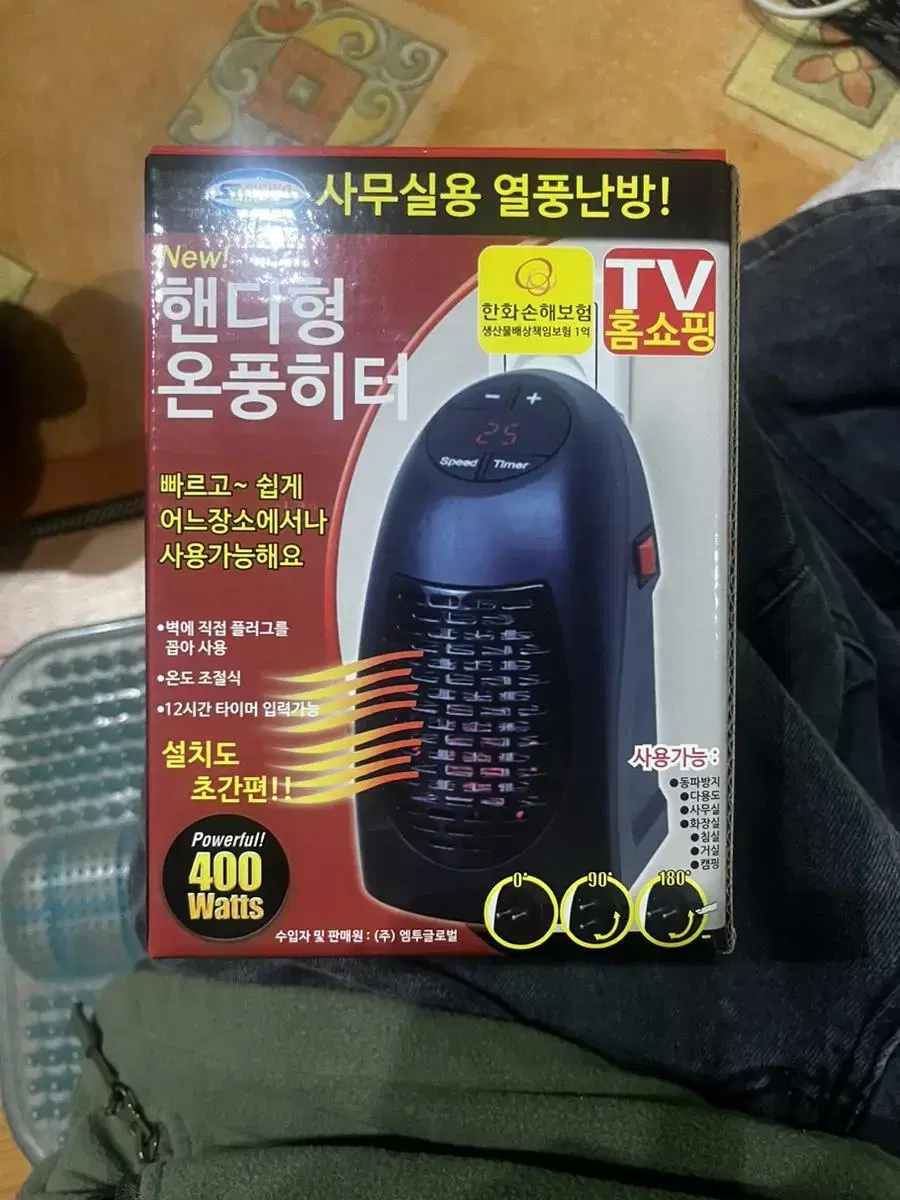 사무실용 열풍난방!
New!
핸디형
온풍히터
한화손해보험
생산물배상책임보험 1억
TV
홈쇼핑
- +
25
Speed Timer
빠르고~ 쉽게
어느장소에서나
사용가능해요
•벽에 직접 플러그를
꼽아 사용
•온도 조절식
•12시간 타이머 입력가능
설치도
초간편!!
사용가능:
●동파방지
●다용도
●사무실
●화장실
●침실
●거실
●캠핑
Powerful!
400
Watts
0°
90°
180°
수입자 및 판매원 : (주) 엠투글로벌